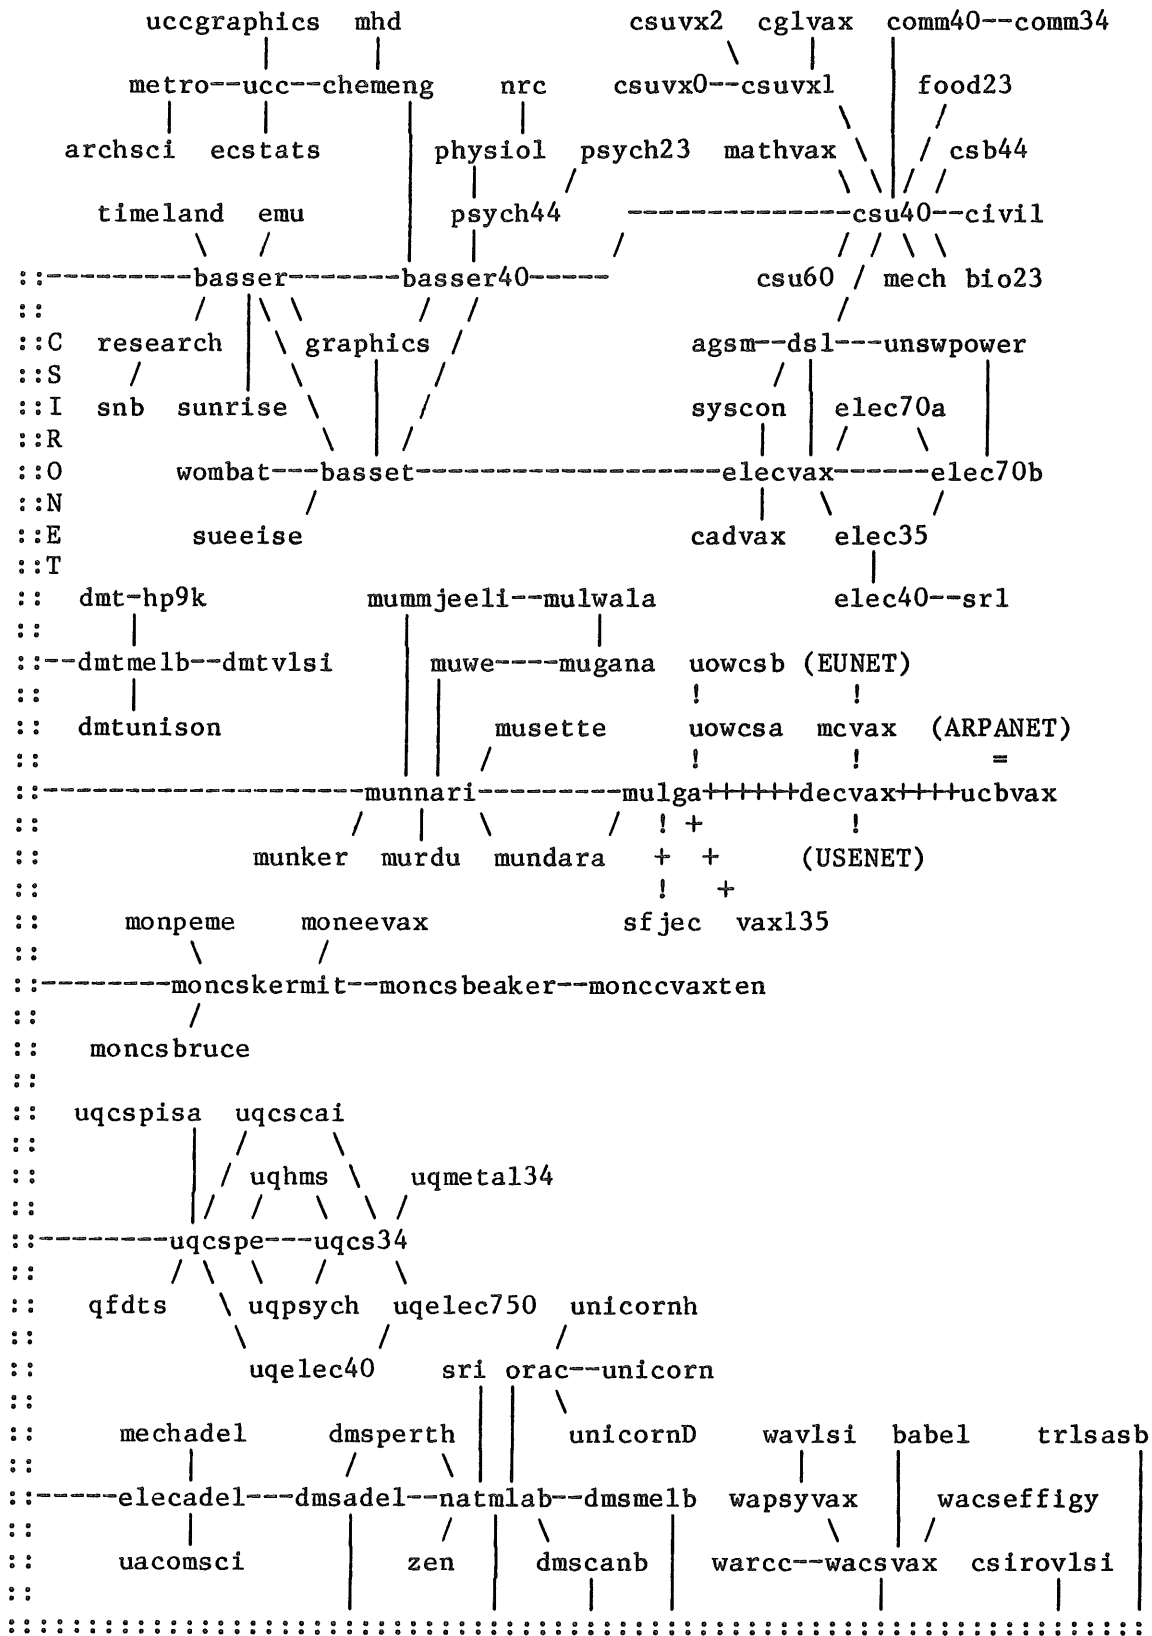 uccgraphics mhd csuvx2 cglvax comm40--comm34
metro--ucc--chemeng nrc csuvx0--csuvx1 food23
archsci ecstats physiol psych23 mathvax csb44
timeland emu psych44 ---------------csu40--civil
::----------basser-------basser40----- csu60 mech bio23
::C research graphics agsm--dsl---unswpower
::S
::I snb sunrise syscon elec70a
::R
::O wombat---basset-------------------elecvax------elec70b
::N
::E sueeise cadvax elec35
::T
:: dmt-hp9k mummjeeli--mulwala elec40--srl
::--dmtmelb--dmtvlsi muwe----mugana uowcsb (EUNET)
:: dmtunison musette uowcsa mcvax (ARPANET)
::--------------------munnari---------mulga++++++decvax++++ucbvax
:: munker murdu mundara (USENET)
:: monpeme moneevax sfjec vax135
::--------moncskermit--moncsbeaker--monccvaxten
:: moncsbruce
:: uqcspisa uqcscai
:: uqhms uqmetal34
::--------uqcspe---uqcs34
:: qfdts uqpsych uqelec750 unicornh
:: uqelec40 sri orac--unicorn
:: mechadel dmsperth unicornD wavlsi babel trlsasb
::-----elecadel---dmsadel--natmlab--dmsmelb wapsyvax wacseffigy
:: uacomsci zen dmscanb warcc--wacsvax csirovlsi